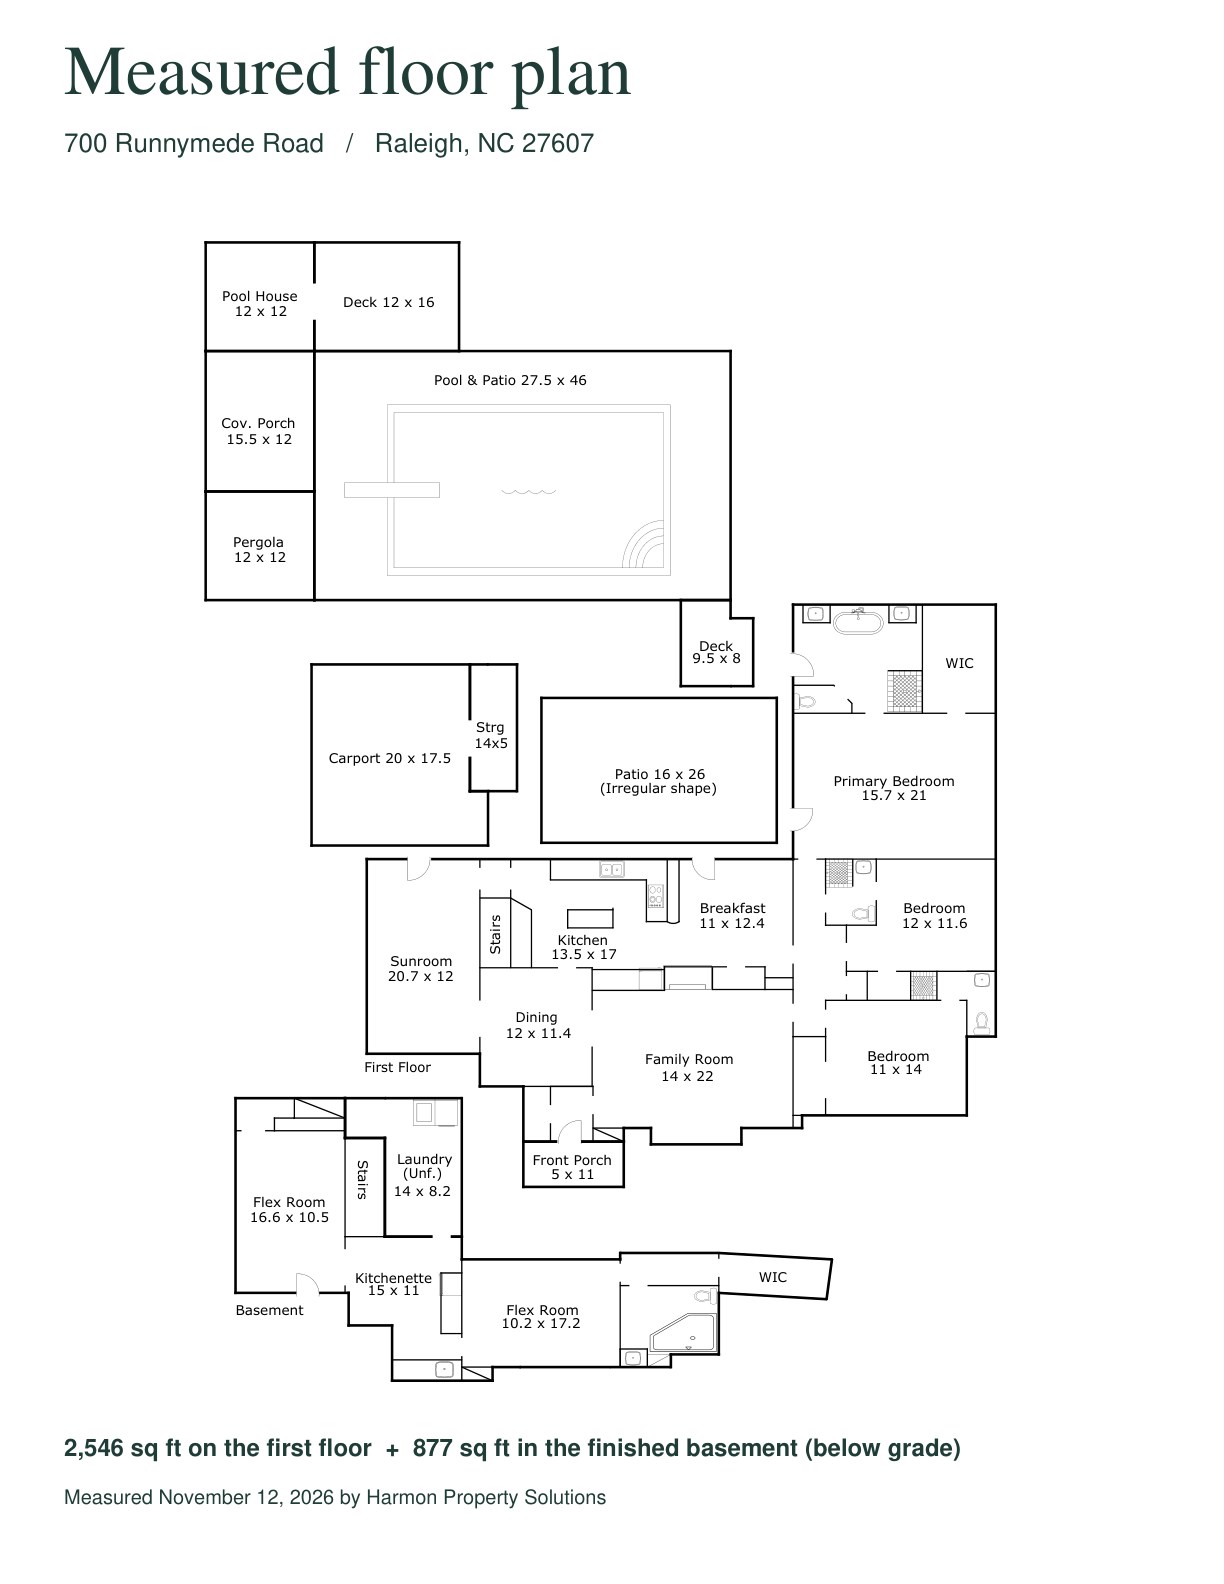 Measured floor plan
700 Runnymede Road / Raleigh, NC 27607
Pool House
12 x 12
Deck 12 x 16
Pool & Patio 27.5 x 46
Cov. Porch
15.5 x 12
Pergola
12 x 12
Deck
9.5 x 8
WIC
Strg
14x5
Carport 20 x 17.5
Patio 16 x 26
(Irregular shape)
Primary Bedroom
15.7 x 21
Breakfast
11 x 12.4
Bedroom
12 x 11.6
Stairs
Kitchen
13.5 x 17
Sunroom
20.7 x 12
Dining
12 x 11.4
Family Room
14 x 22
Bedroom
11 x 14
First Floor
Front Porch
5 x 11
Laundry
(Unf.)
14 x 8.2
Stairs
Flex Room
16.6 x 10.5
Kitchenette
15 x 11
WIC
Flex Room
10.2 x 17.2
Basement
2,546 sq ft on the first floor + 877 sq ft in the finished basement (below grade)
Measured November 12, 2026 by Harmon Property Solutions